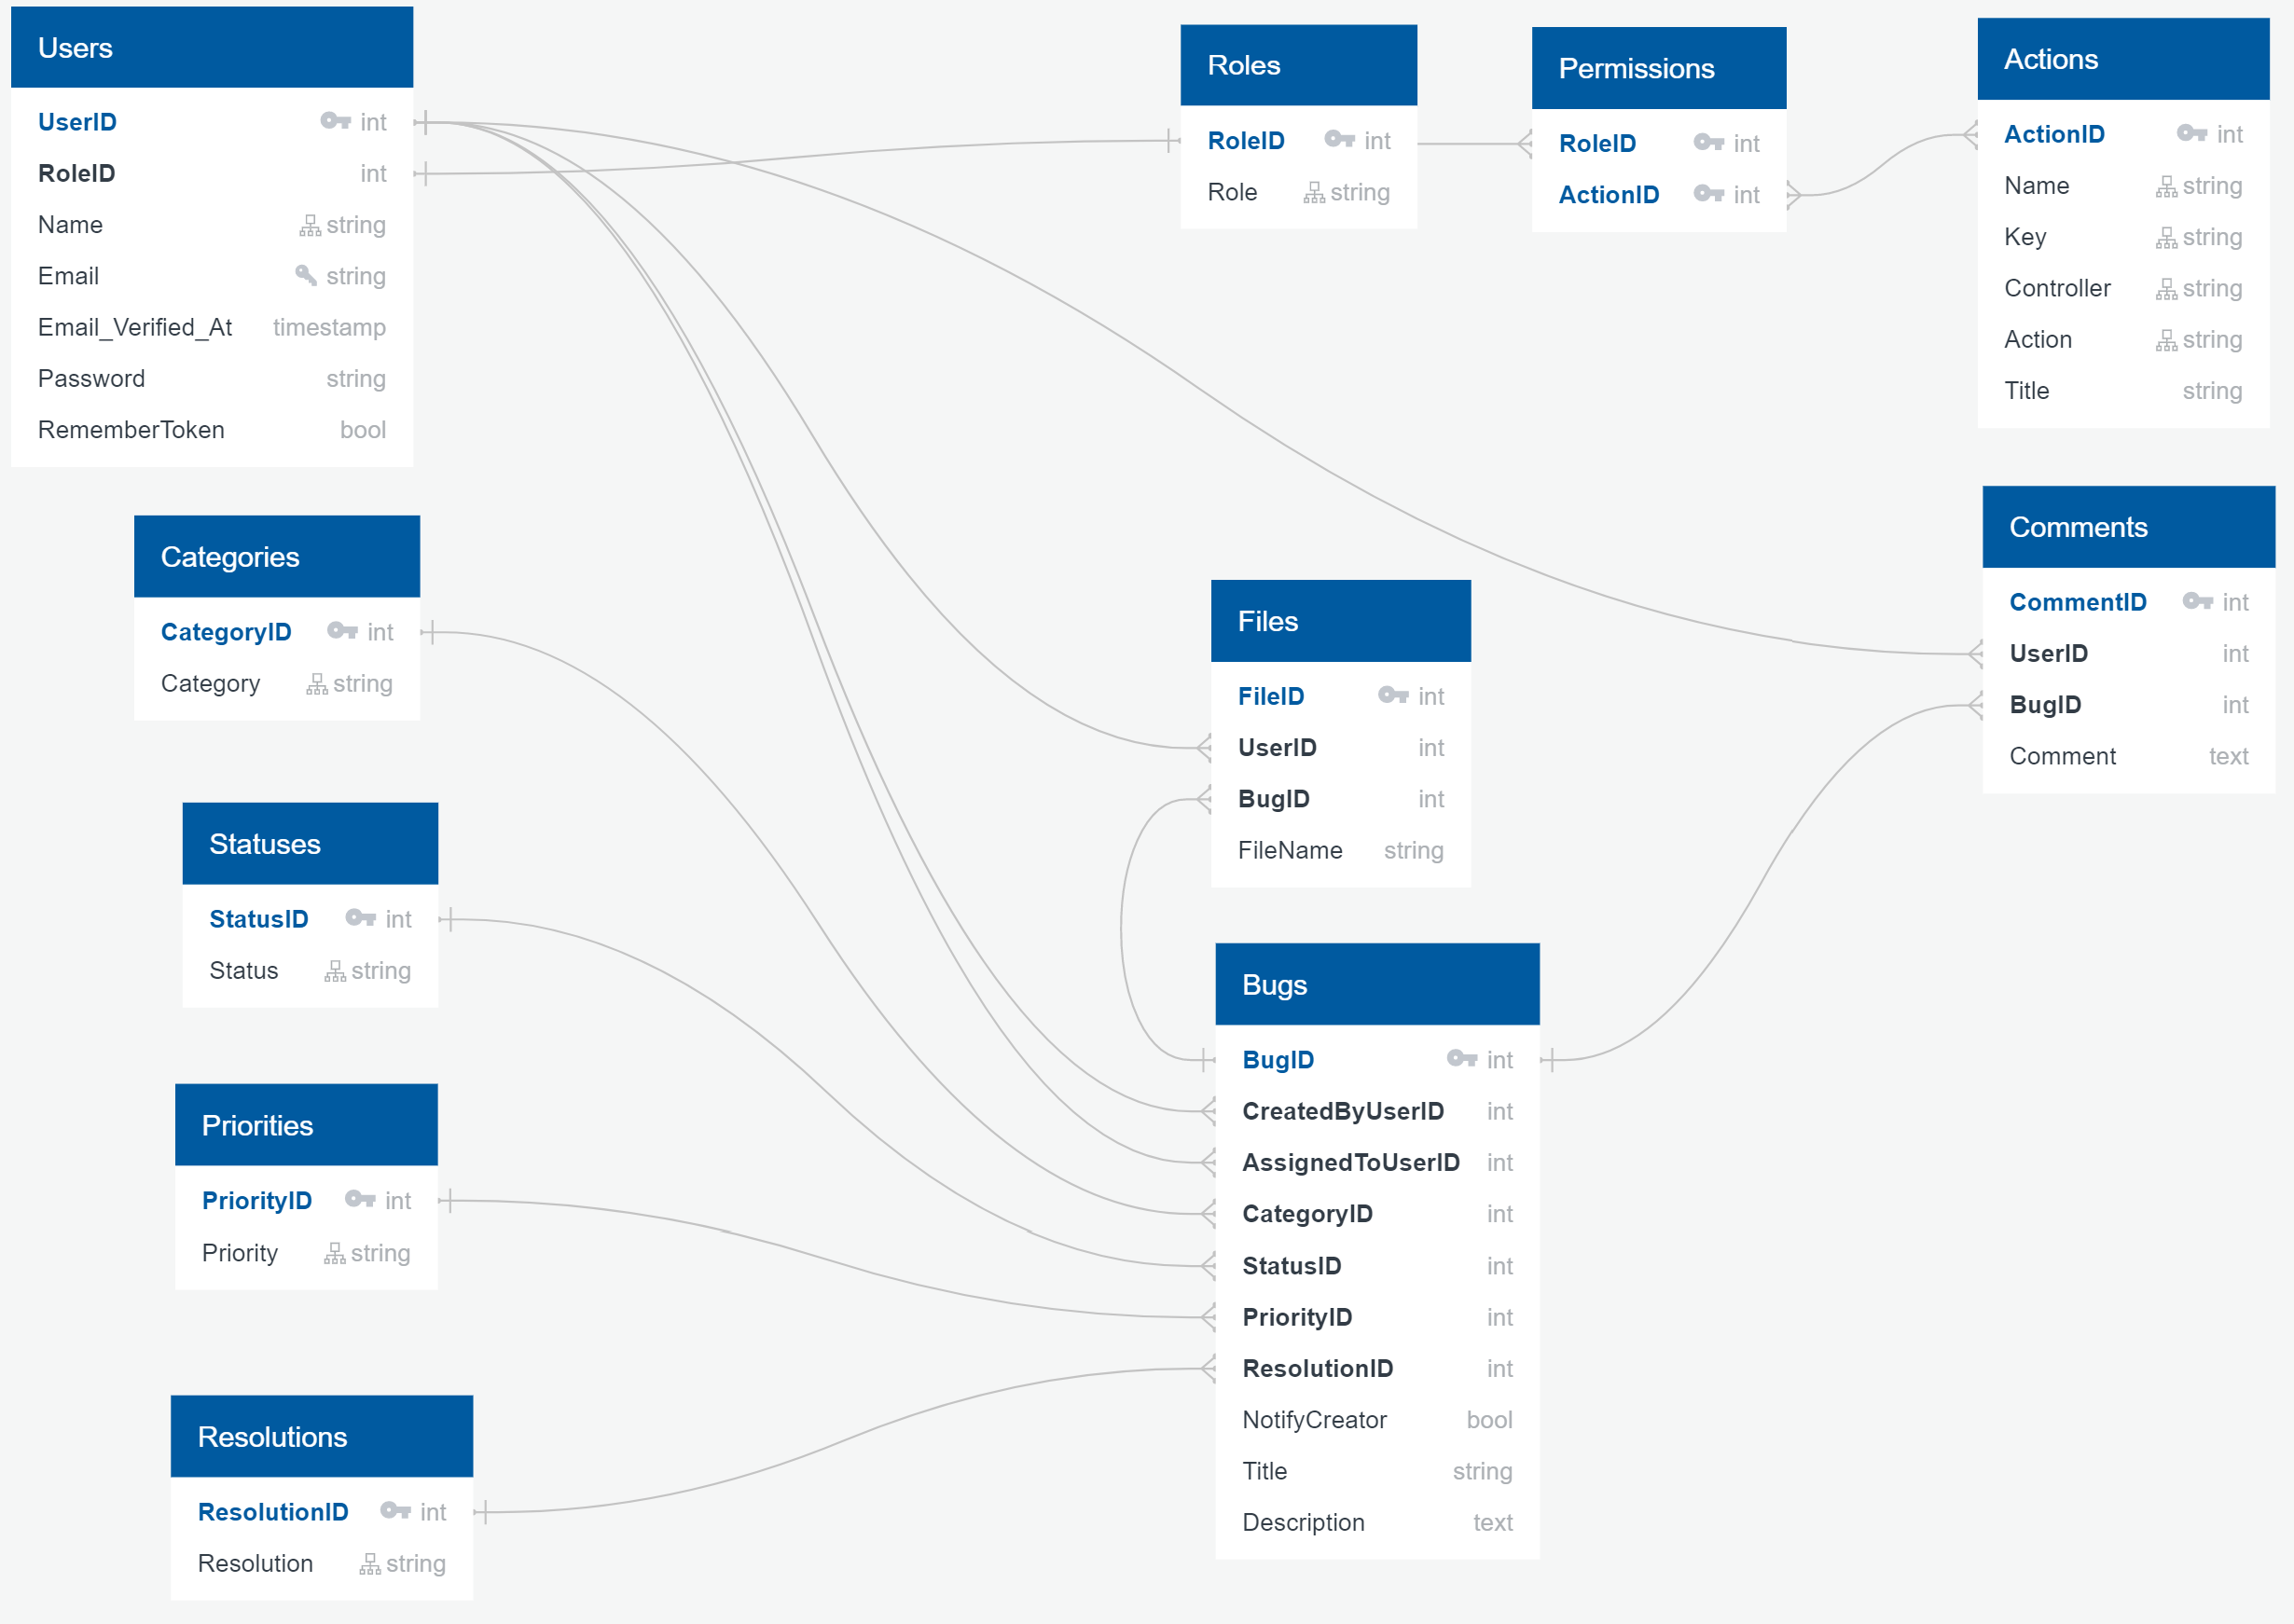 Users
UserID int
RoleID int
Name string
Email string
Email_Verified_At timestamp
Password string
RememberToken bool
Roles
RoleID int
Role string
Permissions
RoleID int
ActionID int
Actions
ActionID int
Name string
Key string
Controller string
Action string
Title string
Categories
CategoryID int
Category string
Comments
CommentID int
UserID int
BugID int
Comment text
Files
FileID int
UserID int
BugID int
FileName string
Statuses
StatusID int
Status string
Bugs
BugID int
CreatedByUserID int
AssignedToUserID int
CategoryID int
StatusID int
PriorityID int
ResolutionID int
NotifyCreator bool
Title string
Description text
Priorities
PriorityID int
Priority string
Resolutions
ResolutionID int
Resolution string